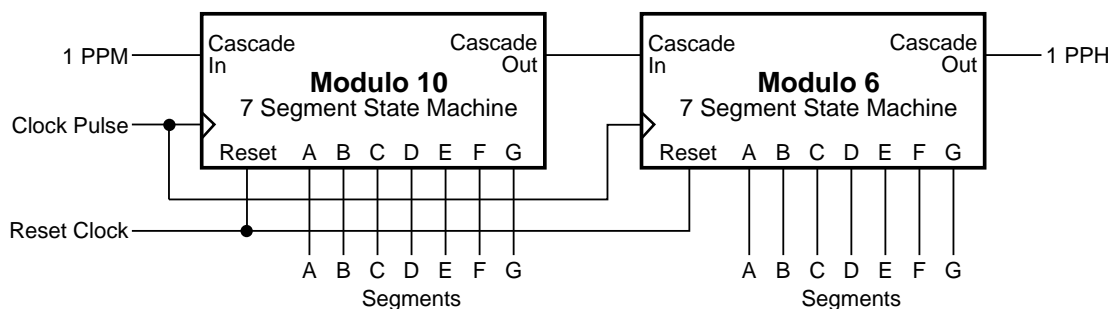 1 PPM
Cascade
In
Cascade
Out
Modulo 10
7 Segment State Machine
Reset A B C D E F G
Cascade
In
Cascade
Out
Modulo 6
7 Segment State Machine
Reset A B C D E F G
1 PPH
Clock Pulse
Reset Clock
A B C D E F G
Segments
A B C D E F G
Segments